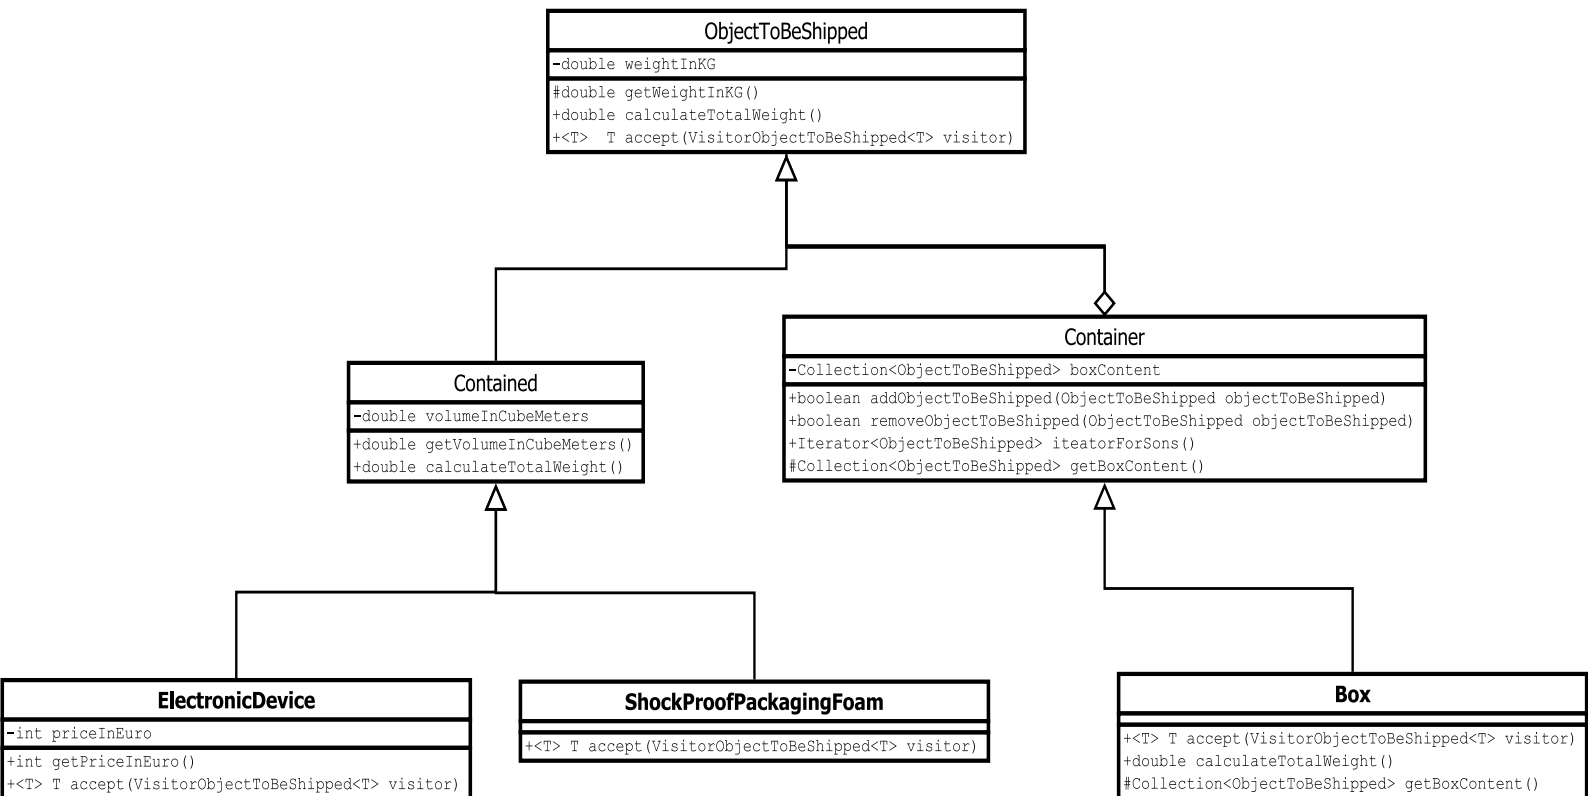 ObjectToBeShipped
-double weightInKG
#double getWeightInKG()
+double calculateTotalWeight()
+<T>  T accept(VisitorObjectToBeShipped<T> visitor)
Contained
-double volumeInCubeMeters
+double getVolumeInCubeMeters()
+double calculateTotalWeight()
Container
-Collection<ObjectToBeShipped> boxContent
+boolean addObjectToBeShipped(ObjectToBeShipped objectToBeShipped)
+boolean removeObjectToBeShipped(ObjectToBeShipped objectToBeShipped)
+Iterator<ObjectToBeShipped> iteatorForSons()
#Collection<ObjectToBeShipped> getBoxContent()
ElectronicDevice
-int priceInEuro
+int getPriceInEuro()
+<T> T accept(VisitorObjectToBeShipped<T> visitor)
ShockProofPackagingFoam
+<T> T accept(VisitorObjectToBeShipped<T> visitor)
Box
+<T> T accept(VisitorObjectToBeShipped<T> visitor)
+double calculateTotalWeight()
#Collection<ObjectToBeShipped> getBoxContent()